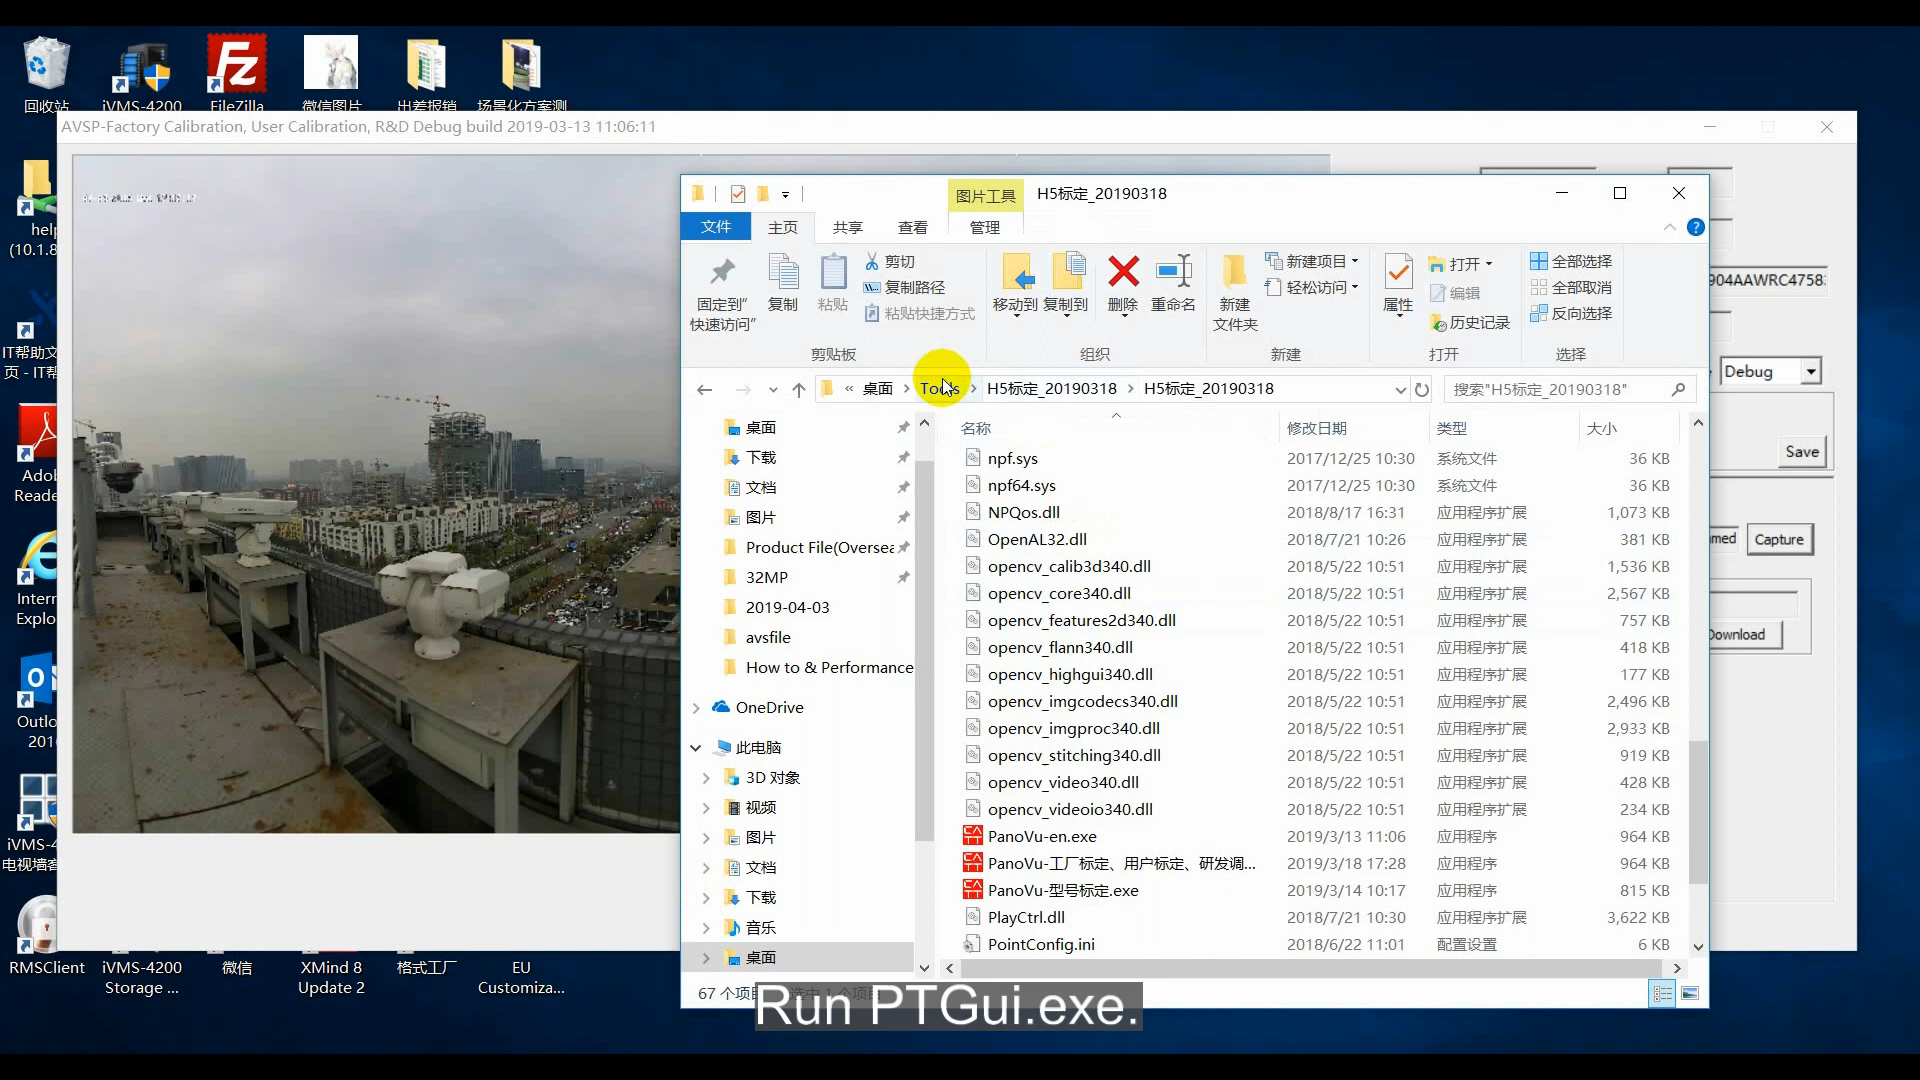 回收站
iVMS-4200
FileZilla
微信图片
出差报销
场景化方案测
AVSP-Factory Calibration, User Calibration, R&D Debug build 2019-03-13 11:06:11
help
(10.1.8
IT帮助文
页 - IT帮
Adob
Reade
Intern
Explo
Outlo
201
iVMS-4
电视墙客
RMSClient
iVMS-4200
Storage ...
微信
XMind 8
Update 2
格式工厂
EU
Customiza...
904AAWRC4758
Debug
Save
med
Capture
Download
图片工具
H5标定_20190318
文件
主页
共享
查看
管理
固定到"
快速访问"
复制
粘贴
剪切
复制路径
粘贴快捷方式
剪贴板
移动到
复制到
删除
重命名
组织
新建
文件夹
新建项目
轻松访问
新建
属性
打开
编辑
历史记录
打开
全部选择
全部取消
反向选择
选择
« 桌面 › Tools › H5标定_20190318 › H5标定_20190318
搜索"H5标定_20190318"
桌面
下载
文档
图片
Product File(Oversea
32MP
2019-04-03
avsfile
How to & Performance
OneDrive
此电脑
3D 对象
视频
图片
文档
下载
音乐
桌面
名称 修改日期 类型 大小
npf.sys 2017/12/25 10:30 系统文件 36 KB
npf64.sys 2017/12/25 10:30 系统文件 36 KB
NPQos.dll 2018/8/17 16:31 应用程序扩展 1,073 KB
OpenAL32.dll 2018/7/21 10:26 应用程序扩展 381 KB
opencv_calib3d340.dll 2018/5/22 10:51 应用程序扩展 1,536 KB
opencv_core340.dll 2018/5/22 10:51 应用程序扩展 2,567 KB
opencv_features2d340.dll 2018/5/22 10:51 应用程序扩展 757 KB
opencv_flann340.dll 2018/5/22 10:51 应用程序扩展 418 KB
opencv_highgui340.dll 2018/5/22 10:51 应用程序扩展 177 KB
opencv_imgcodecs340.dll 2018/5/22 10:51 应用程序扩展 2,496 KB
opencv_imgproc340.dll 2018/5/22 10:51 应用程序扩展 2,933 KB
opencv_stitching340.dll 2018/5/22 10:51 应用程序扩展 919 KB
opencv_video340.dll 2018/5/22 10:51 应用程序扩展 428 KB
opencv_videoio340.dll 2018/5/22 10:51 应用程序扩展 234 KB
PanoVu-en.exe 2019/3/13 11:06 应用程序 964 KB
PanoVu-工厂标定、用户标定、研发调... 2019/3/18 17:28 应用程序 964 KB
PanoVu-型号标定.exe 2019/3/14 10:17 应用程序 815 KB
PlayCtrl.dll 2018/7/21 10:30 应用程序扩展 3,622 KB
PointConfig.ini 2018/6/22 11:01 配置设置 6 KB
67 个项目 选中 1 个项目
Run PTGui.exe.